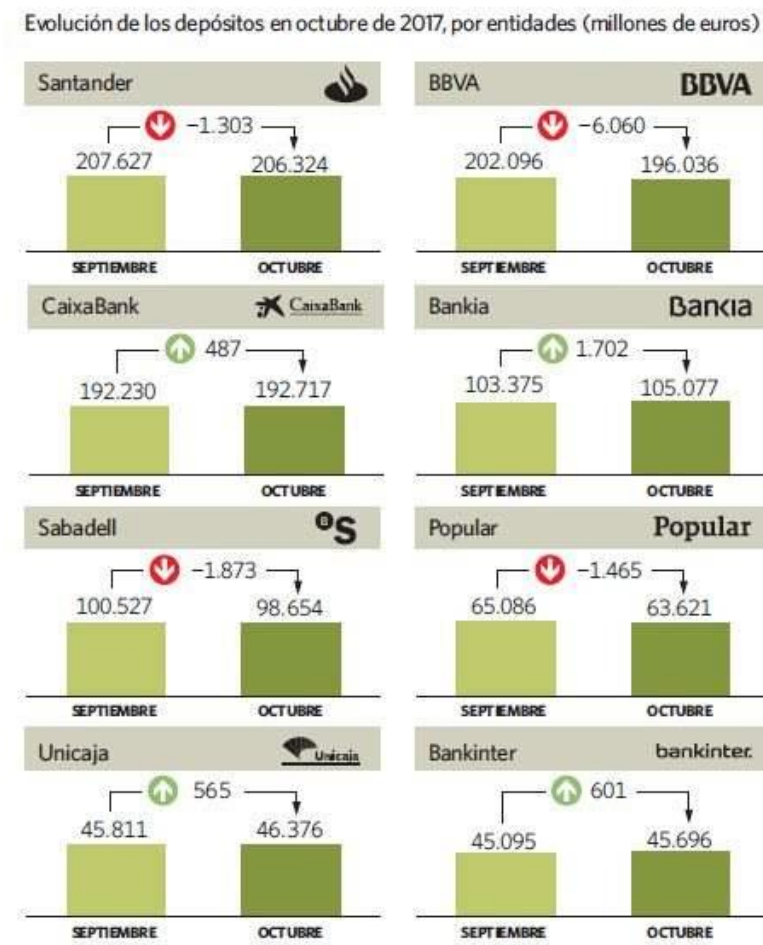 Evolución de los depósitos en octubre de 2017, por entidades (millones de euros)
Santander
−1.303
207.627
206.324
SEPTIEMBRE
OCTUBRE
BBVA
BBVA
−6.060
202.096
196.036
SEPTIEMBRE
OCTUBRE
CaixaBank
CaixaBank
487
192.230
192.717
SEPTIEMBRE
OCTUBRE
Bankia
Bankia
1.702
103.375
105.077
SEPTIEMBRE
OCTUBRE
Sabadell
BS
−1.873
100.527
98.654
SEPTIEMBRE
OCTUBRE
Popular
Popular
−1.465
65.086
63.621
SEPTIEMBRE
OCTUBRE
Unicaja
Unicaja
565
45.811
46.376
SEPTIEMBRE
OCTUBRE
Bankinter
bankinter.
601
45.095
45.696
SEPTIEMBRE
OCTUBRE